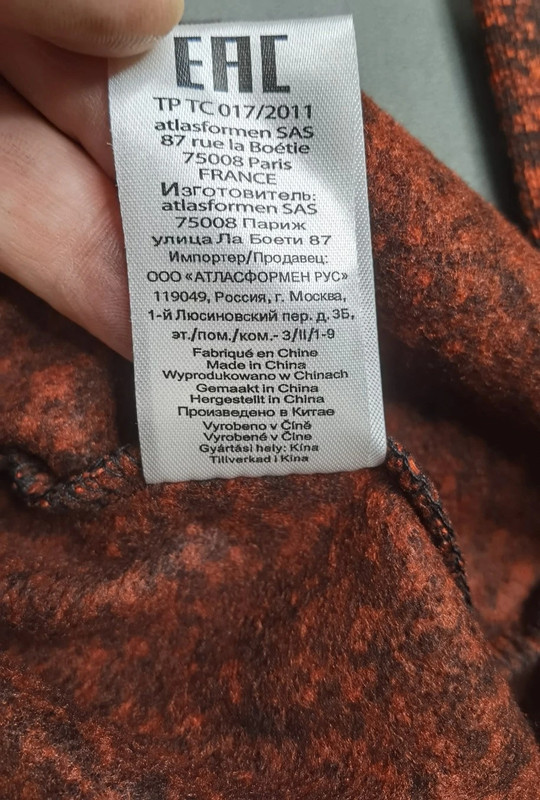 EAC
ТР ТС 017/2011
atlasformen SAS
87 rue la Boétie
75008 Paris
FRANCE
Изготовитель:
atlasformen SAS
75008 Париж
улица Ла Боети 87
Импортер/Продавец:
ООО «АТЛАСФОРМЕН РУС»
119049, Россия, г. Москва,
1-й Люсиновский пер. д. 3Б,
эт./пом./ком.- 3/II/1-9
Fabriqué en Chine
Made in China
Wyprodukowano w Chinach
Gemaakt in China
Hergestellt in China
Произведено в Китае
Vyrobeno v Číně
Vyrobené v Číne
Gyártási hely: Kína
Tillverkad i Kina